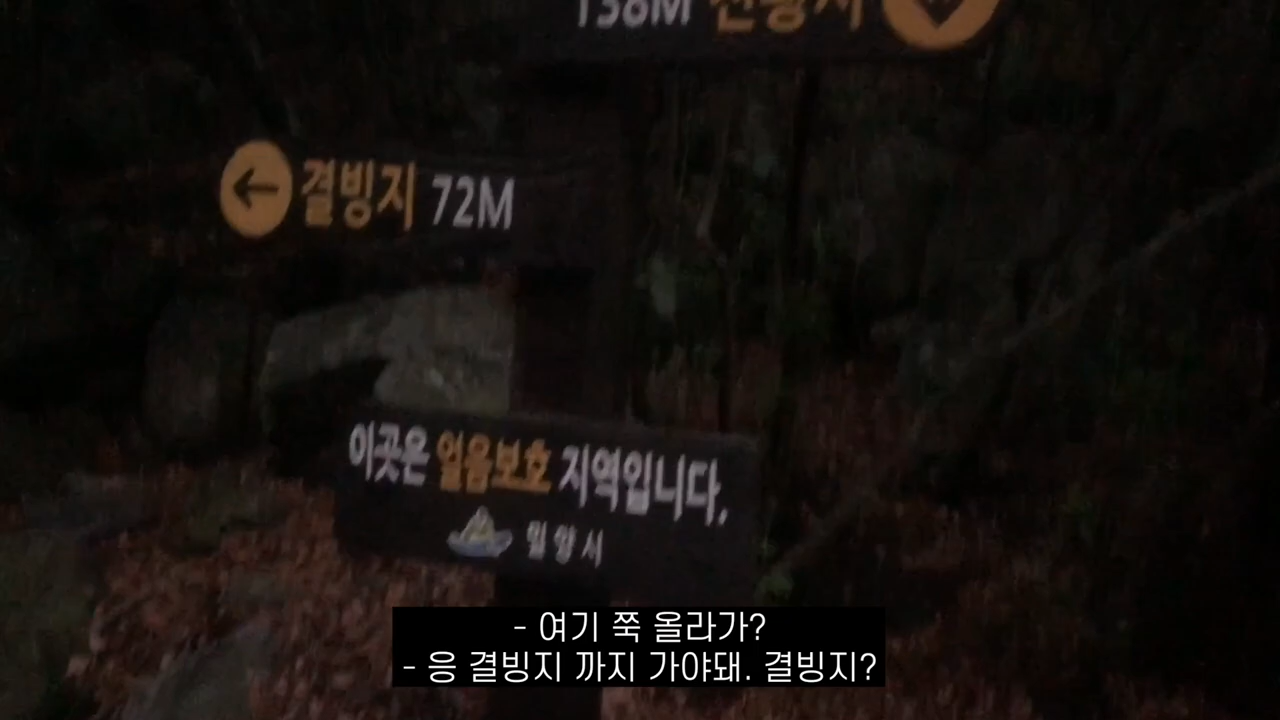 138M
결빙지 72M
이곳은 얼음보호 지역입니다.
밀양시
- 여기 쭉 올라가?
- 응 결빙지 까지 가야돼. 결빙지?